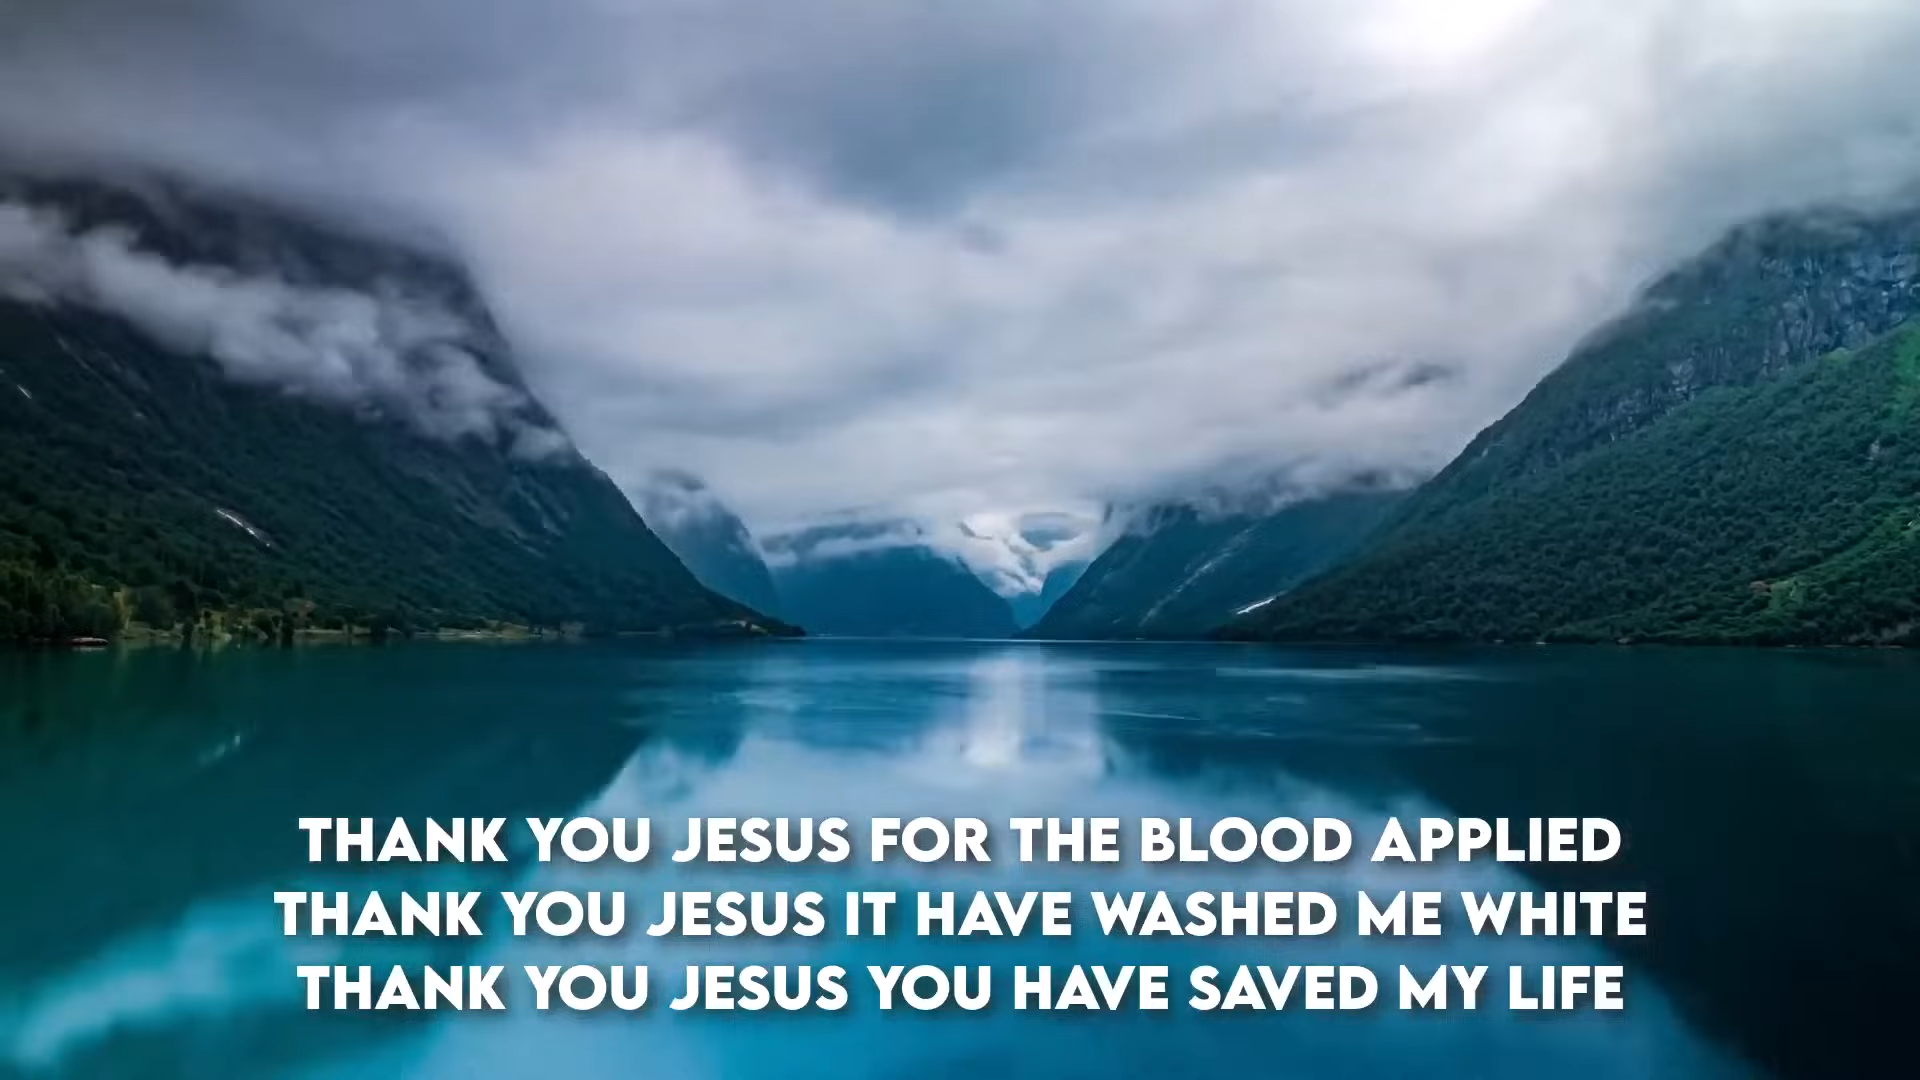 THANK YOU JESUS FOR THE BLOOD APPLIED
THANK YOU JESUS IT HAVE WASHED ME WHITE
THANK YOU JESUS YOU HAVE SAVED MY LIFE